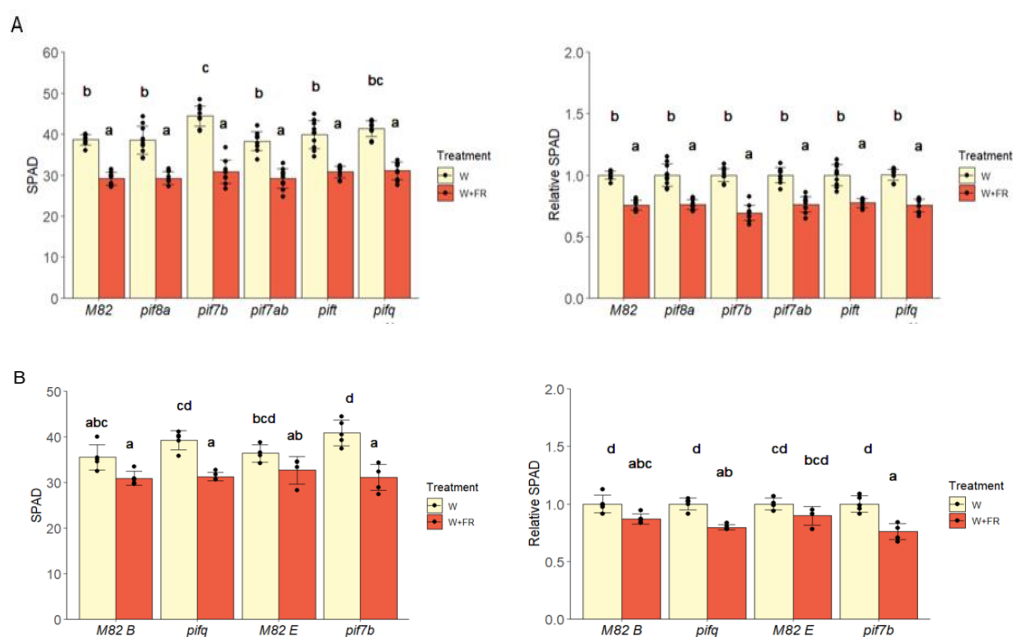 A
60
50
40
30
20
10
0
SPAD
b a b a c a b a b a bc a
M82 pif8a pif7b pif7ab pift pifq
Treatment
W
W+FR
2.0
1.5
1.0
0.5
0.0
Relative SPAD
b a b a b a b a b a b a
M82 pif8a pif7b pif7ab pift pifq
Treatment
W
W+FR
B
50
40
30
20
10
0
SPAD
abc a cd a bcd ab d a
M82 B pifq M82 E pif7b
Treatment
W
W+FR
2.0
1.5
1.0
0.5
0.0
Relative SPAD
d abc d ab cd bcd d a
M82 B pifq M82 E pif7b
Treatment
W
W+FR